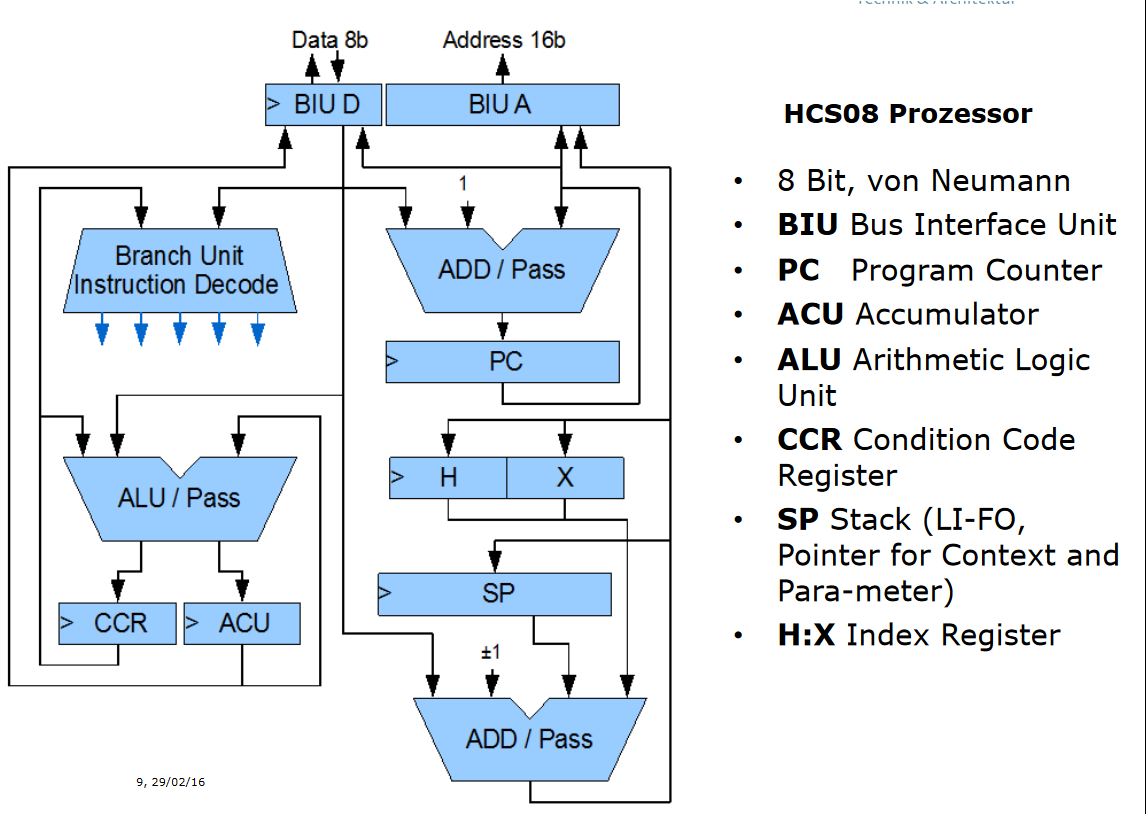 Technik & Architektur
Data 8b
Address 16b
> BIU D
BIU A
HCS08 Prozessor
1
• 8 Bit, von Neumann
• BIU Bus Interface Unit
• PC Program Counter
• ACU Accumulator
• ALU Arithmetic Logic
Unit
• CCR Condition Code
Register
• SP Stack (LI-FO,
Pointer for Context and
Para-meter)
• H:X Index Register
Branch Unit
Instruction Decode
ADD / Pass
> PC
> H
X
ALU / Pass
> SP
> CCR
> ACU
±1
ADD / Pass
9, 29/02/16